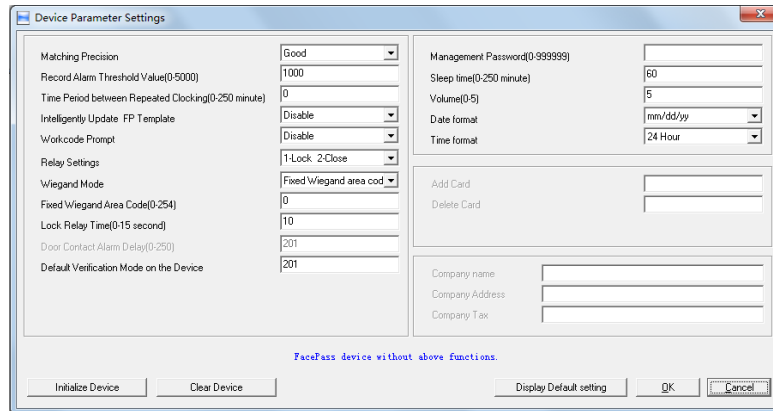 Device Parameter Settings
Matching Precision Good
Record Alarm Threshold Value(0-5000) 1000
Time Period between Repeated Clocking(0-250 minute) 0
Intelligently Update FP Template Disable
Workcode Prompt Disable
Relay Settings 1-Lock 2-Close
Wiegand Mode Fixed Wiegand area cod
Fixed Wiegand Area Code(0-254) 0
Lock Relay Time(0-15 second) 10
Door Contact Alarm Delay(0-250) 201
Default Verification Mode on the Device 201
Management Password(0-999999)
Sleep time(0-250 minute) 60
Volume(0-5) 5
Date format mm/dd/yy
Time format 24 Hour
Add Card
Delete Card
Company name
Company Address
Company Tax
FacePass device without above functions.
Initialize Device Clear Device Display Default setting OK Cancel